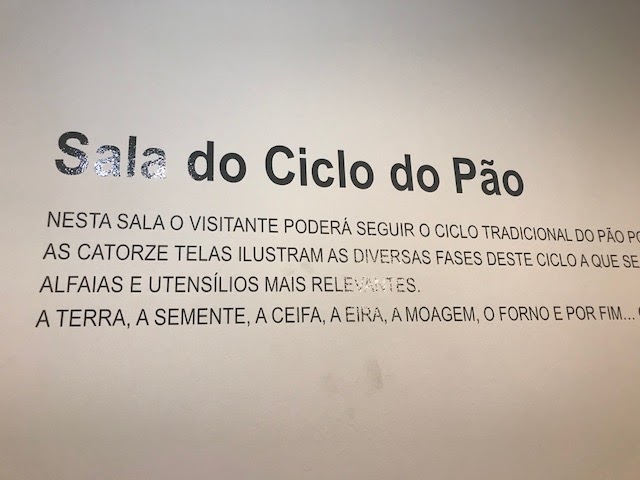 Sala do Ciclo do Pão
NESTA SALA O VISITANTE PODERÁ SEGUIR O CICLO TRADICIONAL DO PÃO
AS CATORZE TELAS ILUSTRAM AS DIVERSAS FASES DESTE CICLO A QUE SE
ALFAIAS E UTENSÍLIOS MAIS RELEVANTES.
A TERRA, A SEMENTE, A CEIFA, A EIRA, A MOAGEM, O FORNO E POR FIM...